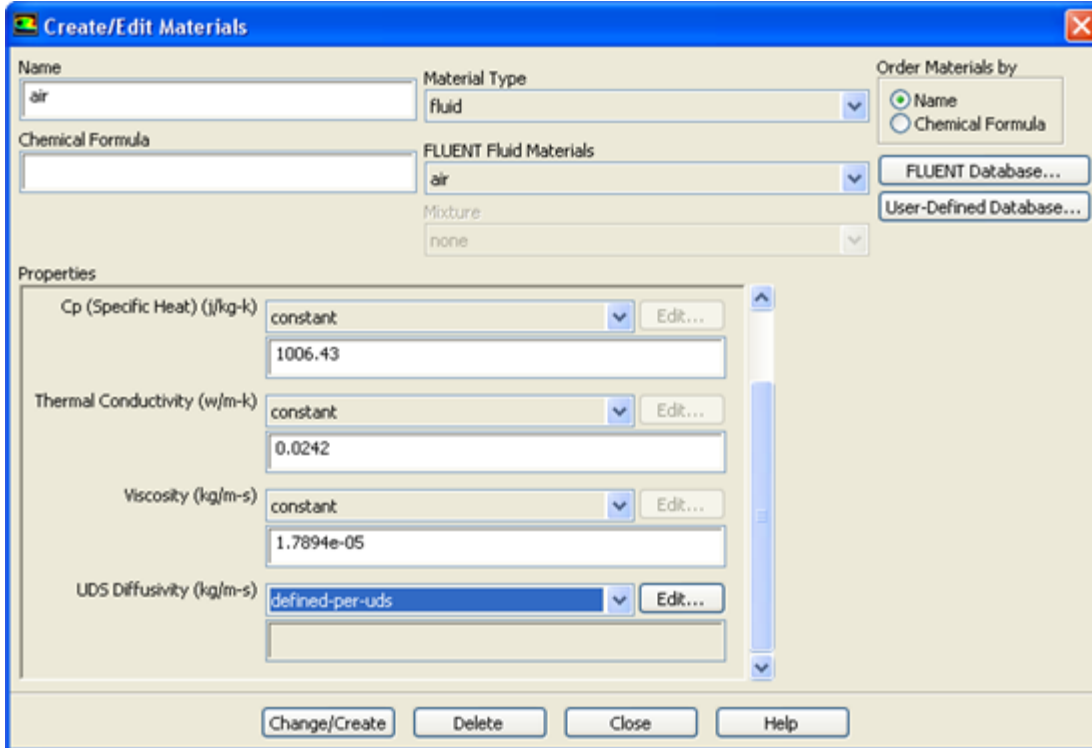 Create/Edit Materials
Name
air
Material Type
fluid
Order Materials by
Name
Chemical Formula
Chemical Formula
FLUENT Fluid Materials
air
FLUENT Database...
User-Defined Database...
Mixture
none
Properties
Cp (Specific Heat) (j/kg-k)
constant
Edit...
1006.43
Thermal Conductivity (w/m-k)
constant
Edit...
0.0242
Viscosity (kg/m-s)
constant
Edit...
1.7894e-05
UDS Diffusivity (kg/m-s)
defined-per-uds
Edit...
Change/Create
Delete
Close
Help